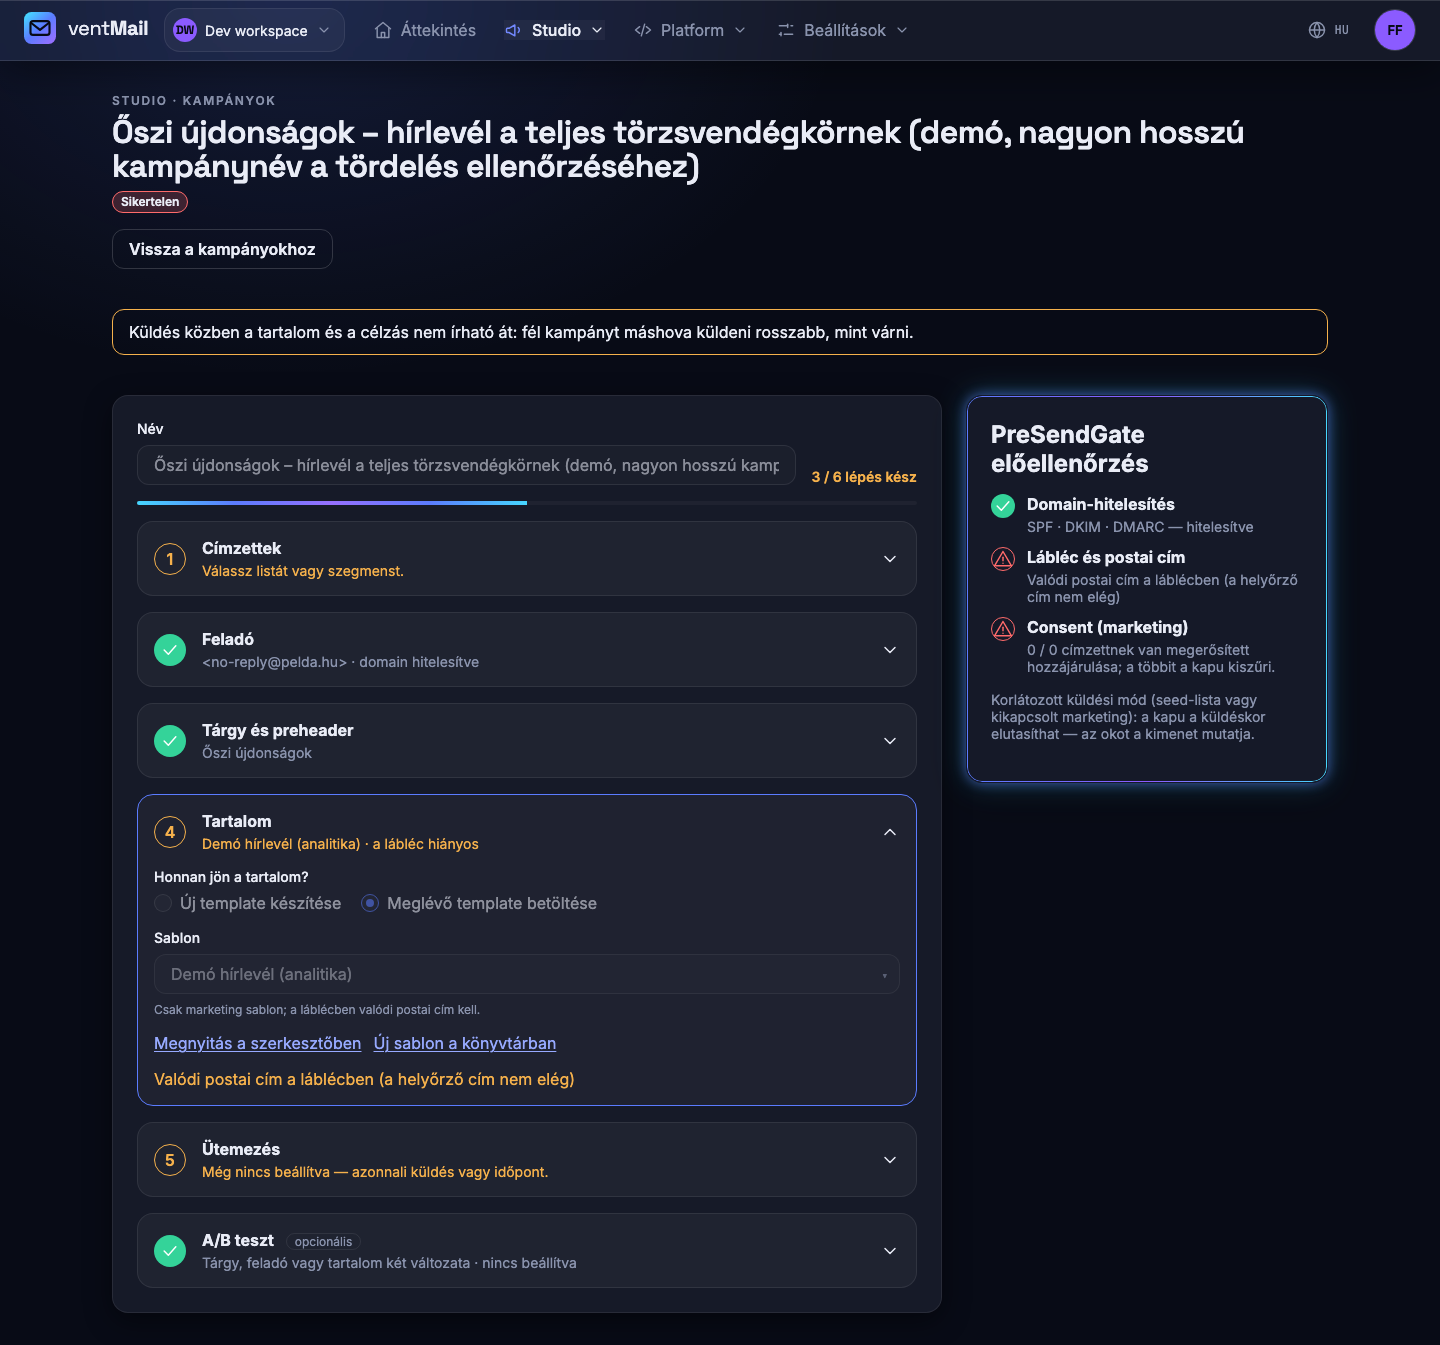 ventMail
DW Dev workspace
Áttekintés
Studio
Platform
Beállítások
HU
FF
STUDIO · KAMPÁNYOK
Őszi újdonságok – hírlevél a teljes törzsvendégkörnek (demó, nagyon hosszú
kampánynév a tördelés ellenőrzéséhez)
Sikertelen
Vissza a kampányokhoz
Küldés közben a tartalom és a célzás nem írható át: fél kampányt máshova küldeni rosszabb, mint várni.
Név
Őszi újdonságok – hírlevél a teljes törzsvendégkörnek (demó, nagyon hosszú kamp
3 / 6 lépés kész
1
Címzettek
Válassz listát vagy szegmenst.
Feladó
<no-reply@pelda.hu> · domain hitelesítve
Tárgy és preheader
Őszi újdonságok
4
Tartalom
Demó hírlevél (analitika) · a lábléc hiányos
Honnan jön a tartalom?
Új template készítése
Meglévő template betöltése
Sablon
Demó hírlevél (analitika)
Csak marketing sablon; a láblécben valódi postai cím kell.
Megnyitás a szerkesztőben Új sablon a könyvtárban
Valódi postai cím a láblécben (a helyőrző cím nem elég)
5
Ütemezés
Még nincs beállítva — azonnali küldés vagy időpont.
A/B teszt opcionális
Tárgy, feladó vagy tartalom két változata · nincs beállítva
PreSendGate
előellenőrzés
Domain-hitelesítés
SPF · DKIM · DMARC — hitelesítve
Lábléc és postai cím
Valódi postai cím a láblécben (a helyőrző
cím nem elég)
Consent (marketing)
0 / 0 címzettnek van megerősített
hozzájárulása; a többit a kapu kiszűri.
Korlátozott küldési mód (seed-lista vagy
kikapcsolt marketing): a kapu a küldéskor
elutasíthat — az okot a kimenet mutatja.